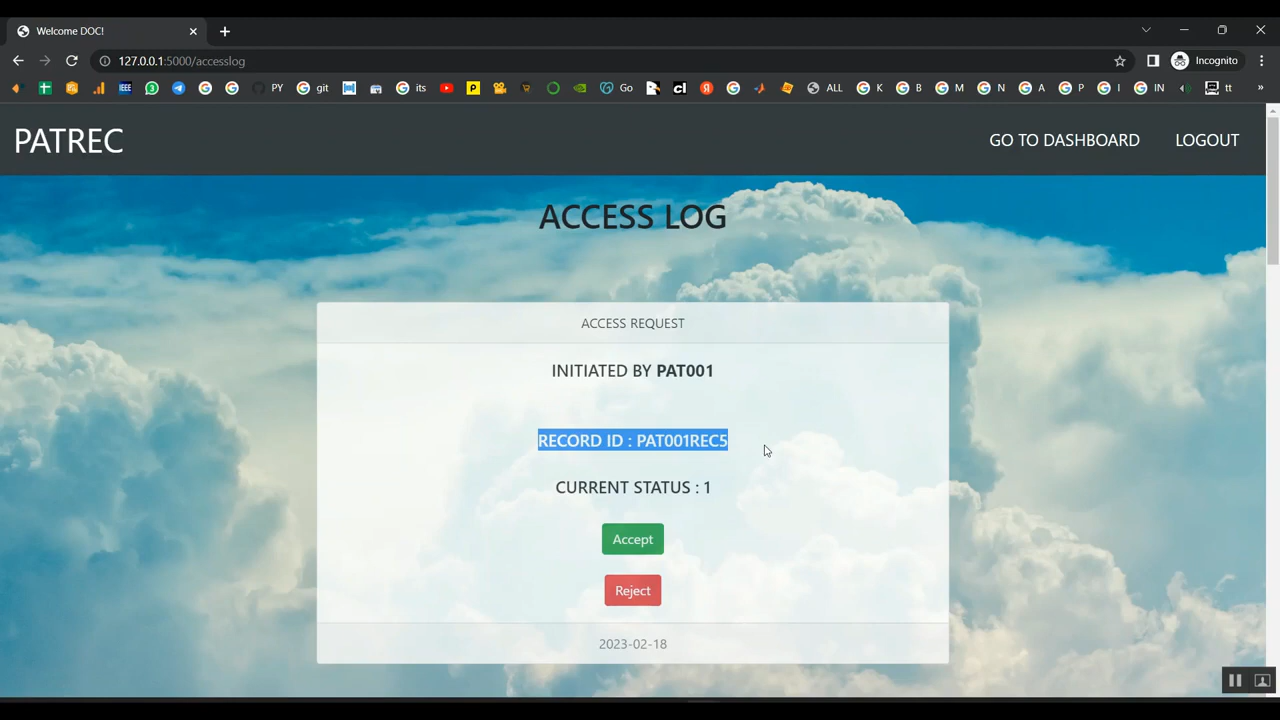 Welcome DOC!
127.0.0.1:5000/accesslog
Incognito
IEEE
PY
git
its
Go
ALL
K
B
M
N
A
P
I
IN
tt
PATREC
GO TO DASHBOARD
LOGOUT
ACCESS LOG
ACCESS REQUEST
INITIATED BY PAT001
RECORD ID : PAT001REC5
CURRENT STATUS : 1
Accept
Reject
2023-02-18